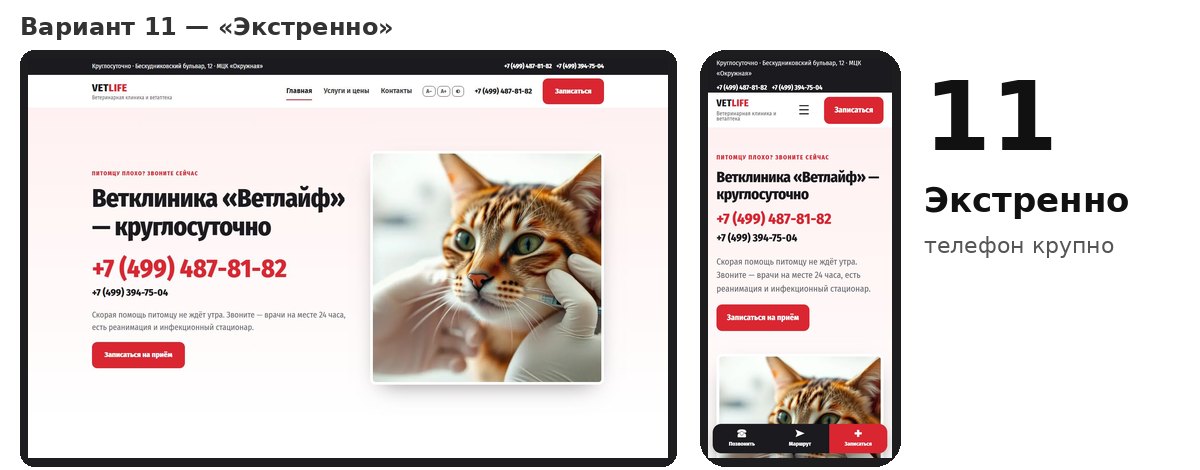 Вариант 11 — «Экстренно»
Круглосуточно · Бескудниковский бульвар, 12 · МЦК «Окружная»
+7 (499) 487-81-82 +7 (499) 394-75-04
VETLIFE
Ветеринарная клиника и ветаптека
Главная Услуги и цены Контакты A− A+ +7 (499) 487-81-82 Записаться
ПИТОМЦУ ПЛОХО? ЗВОНИТЕ СЕЙЧАС
Ветклиника «Ветлайф»
— круглосуточно
+7 (499) 487-81-82
+7 (499) 394-75-04
Скорая помощь питомцу не ждёт утра. Звоните — врачи на месте 24 часа,
есть реанимация и инфекционный стационар.
Записаться на приём
Круглосуточно · Бескудниковский бульвар, 12 · МЦК
«Окружная»
+7 (499) 487-81-82 +7 (499) 394-75-04
VETLIFE
Ветеринарная клиника и
ветаптека
Записаться
ПИТОМЦУ ПЛОХО? ЗВОНИТЕ СЕЙЧАС
Ветклиника «Ветлайф» —
круглосуточно
+7 (499) 487-81-82
+7 (499) 394-75-04
Скорая помощь питомцу не ждёт утра.
Звоните — врачи на месте 24 часа, есть
реанимация и инфекционный стационар.
Записаться на приём
Позвонить Маршрут Записаться
11
Экстренно
телефон крупно